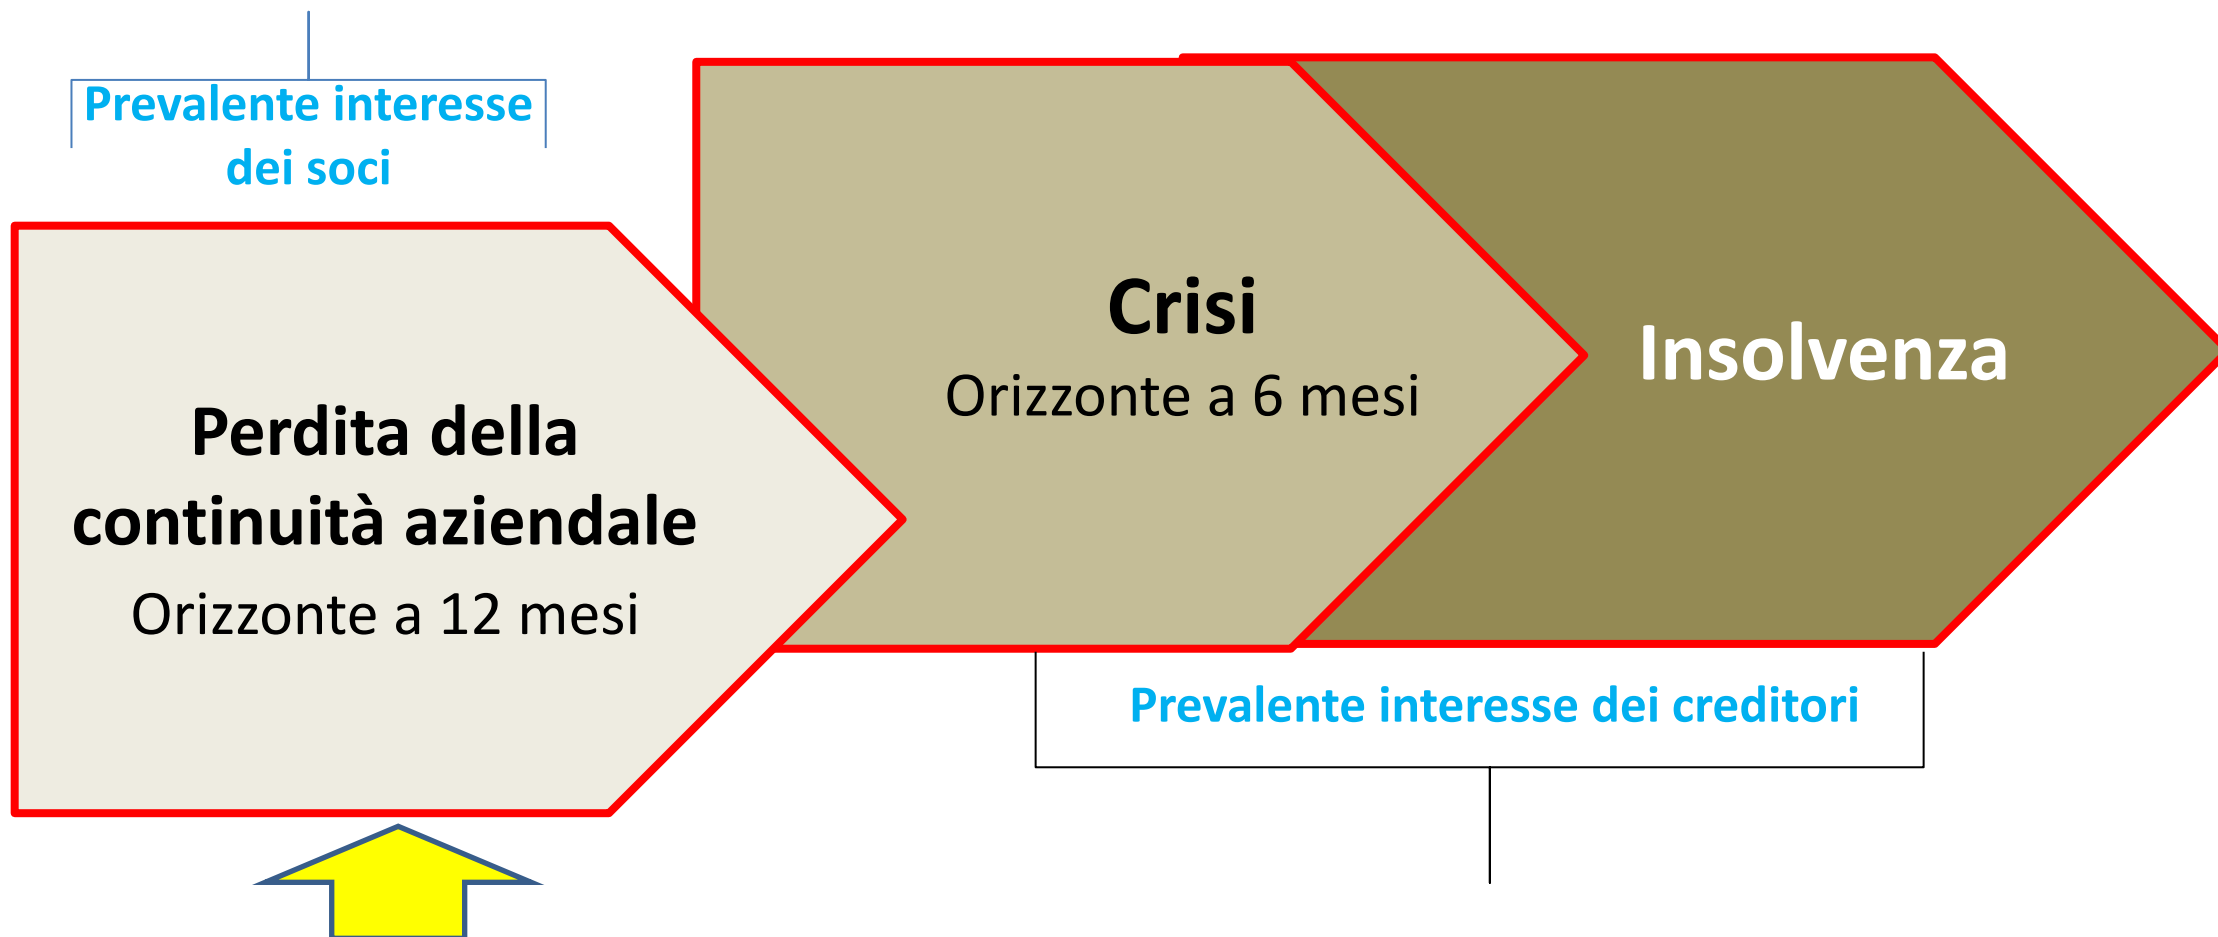 Prevalente interesse
dei soci
Perdita della
continuità aziendale
Orizzonte a 12 mesi
Crisi
Orizzonte a 6 mesi
Insolvenza
Prevalente interesse dei creditori